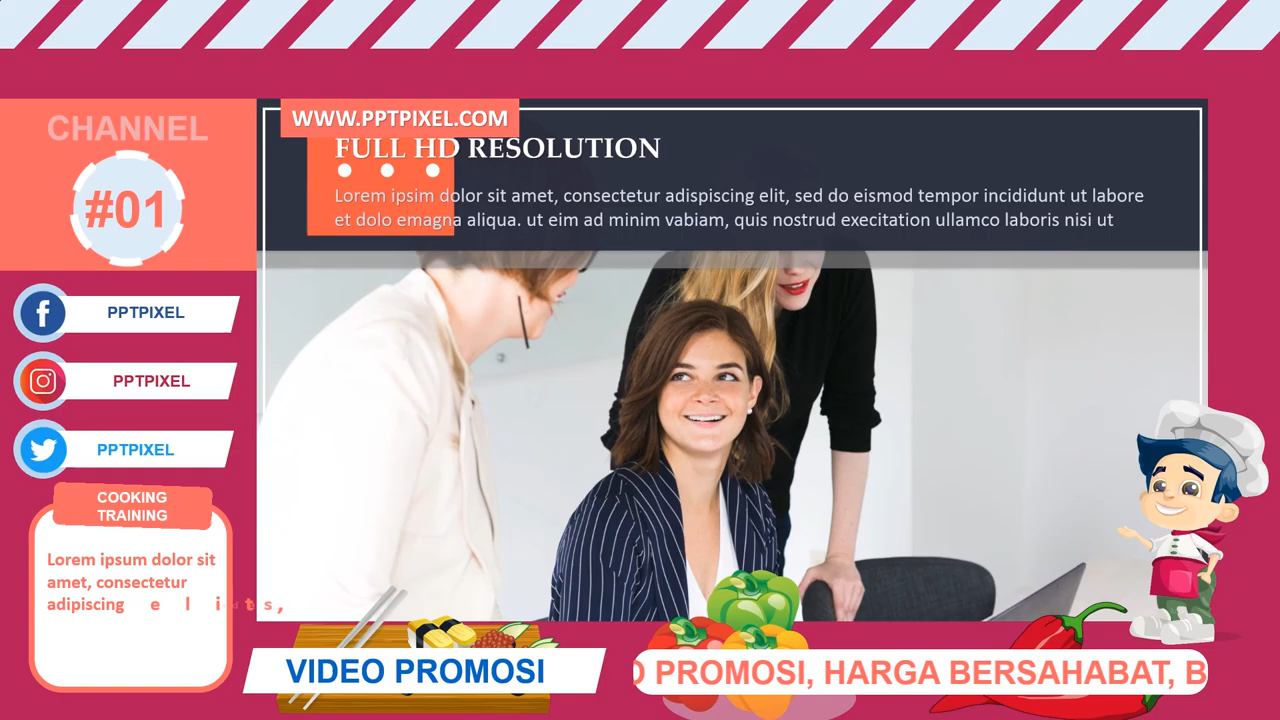 CHANNEL
#01
PPTPIXEL
PPTPIXEL
PPTPIXEL
COOKING
TRAINING
Lorem ipsum dolor sit
amet, consectetur
adipiscing
WWW.PPTPIXEL.COM
FULL HD RESOLUTION
Lorem ipsim dolor sit amet, consectetur adipiscing elit, sed do eismod tempor incididunt ut labore
et dolo emagna aliqua. ut eim ad minim vabiam, quis nostrud execitation ullamco laboris nisi ut
VIDEO PROMOSI
PROMOSI, HARGA BERSAHABAT, B